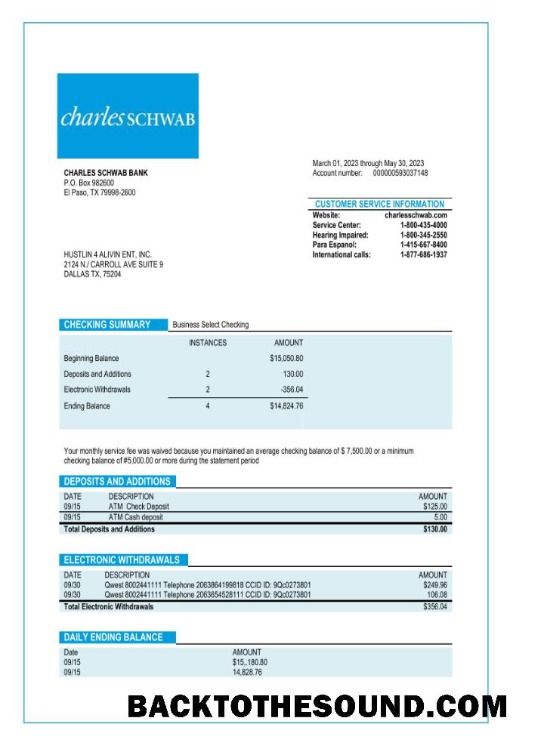 charles SCHWAB
March 01, 2023 through May 30, 2023
Account number: 000000593037148
CHARLES SCHWAB BANK
P.O. Box 982600
El Paso, TX 79998-2600
CUSTOMER SERVICE INFORMATION
Website: charlesschwab.com
Service Center: 1-800-435-4000
Hearing Impaired: 1-800-345-2550
Para Espanol: 1-415-667-8400
International calls: 1-877-686-1937
HUSTLIN 4 ALIVIN ENT, INC.
2124 N./ CARROLL AVE SUITE 9
DALLAS TX, 75204
CHECKING SUMMARY Business Select Checking
INSTANCES AMOUNT
Beginning Balance $15,050.80
Deposits and Additions 2 130.00
Electronic Withdrawals 2 -356.04
Ending Balance 4 $14,824.76
Your monthly service fee was waived because you maintained an average checking balance of $ 7,500.00 or a minimum
checking balance of #5,000.00 or more during the statement period
DEPOSITS AND ADDITIONS
DATE DESCRIPTION AMOUNT
09/15 ATM Check Deposit $125.00
09/15 ATM Cash deposit 5.00
Total Deposits and Additions $130.00
ELECTRONIC WITHDRAWALS
DATE DESCRIPTION AMOUNT
09/30 Qwest 8002441111 Telephone 2063864199818 CCID ID: 9Qc0273801 $249.96
09/30 Qwest 8002441111 Telephone 2063854528111 CCID ID: 9Qc0273801 106.08
Total Electronic Withdrawals $356.04
DAILY ENDING BALANCE
Date AMOUNT
09/15 $15,.180.80
09/15 14,828.76
BACKTOTHESOUND.COM